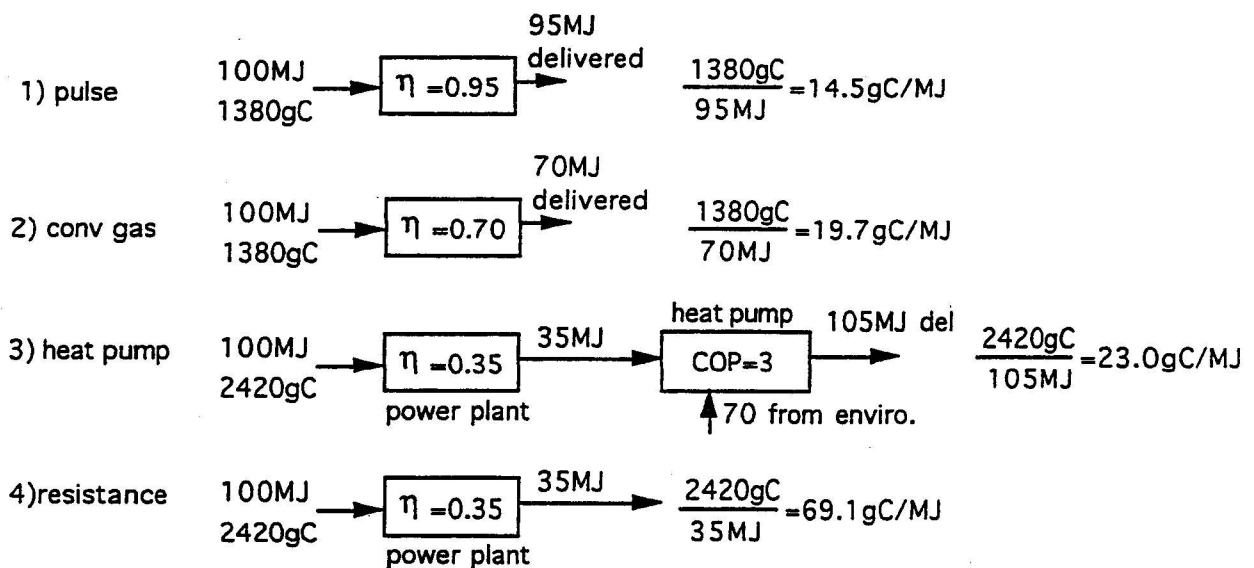 1) pulse
100MJ
1380gC
η =0.95
95MJ
delivered
1380gC
95MJ
=14.5gC/MJ
2) conv gas
100MJ
1380gC
η =0.70
70MJ
delivered
1380gC
70MJ
=19.7gC/MJ
3) heat pump
100MJ
2420gC
η =0.35
power plant
35MJ
heat pump
COP=3
70 from enviro.
105MJ del
2420gC
105MJ
=23.0gC/MJ
4)resistance
100MJ
2420gC
η =0.35
power plant
35MJ
2420gC
35MJ
=69.1gC/MJ